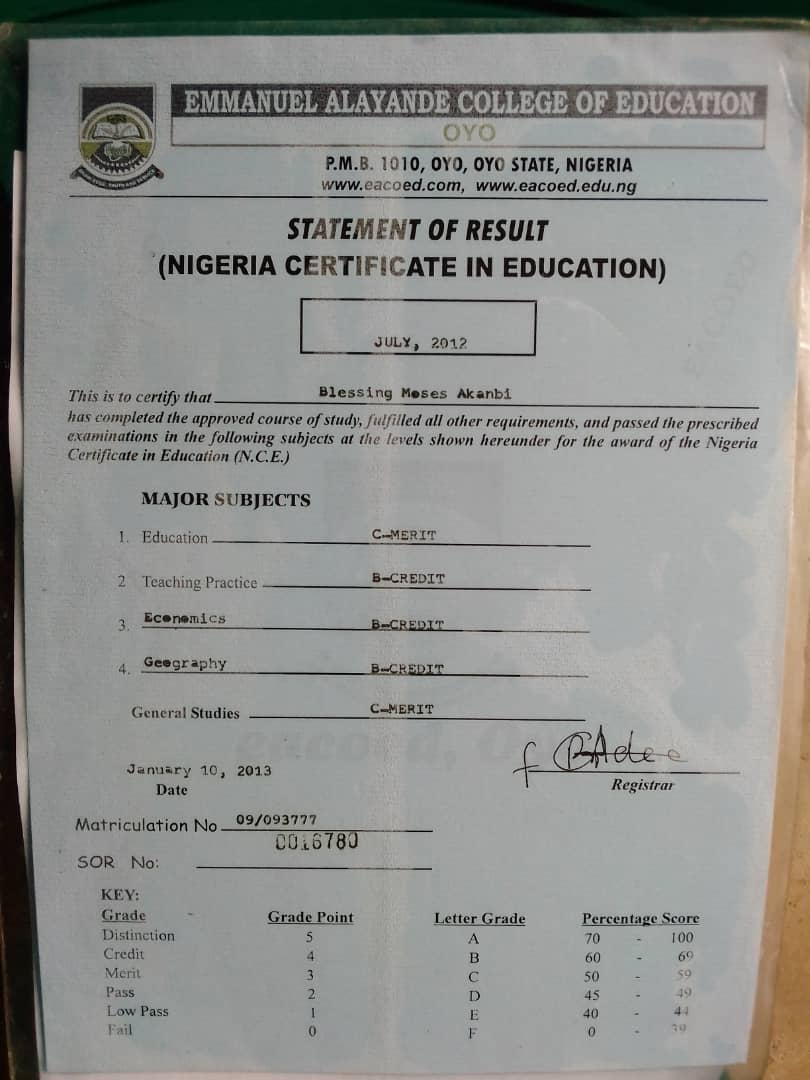 EMMANUEL ALAYANDE COLLEGE OF EDUCATION
OYO
P.M.B. 1010, OYO, OYO STATE, NIGERIA
www.eacoed.com, www.eacoed.edu.ng
STATEMENT OF RESULT
(NIGERIA CERTIFICATE IN EDUCATION)
JULY, 2012
This is to certify that Blessing Moses Akanbi
has completed the approved course of study, fulfilled all other requirements, and passed the prescribed
examinations in the following subjects at the levels shown hereunder for the award of the Nigeria
Certificate in Education (N.C.E.)
MAJOR SUBJECTS
1. Education C-MERIT
2 Teaching Practice B-CREDIT
3. Economics B-CREDIT
4. Geography B-CREDIT
General Studies C-MERIT
January 10, 2013
Date
Registrar
Matriculation No 09/093777
0016780
SOR No:
KEY:
Grade Grade Point Letter Grade Percentage Score
Distinction 5 A 70 - 100
Credit 4 B 60 - 69
Merit 3 C 50 - 59
Pass 2 D 45 - 49
Low Pass 1 E 40 - 44
Fail 0 F 0 - 39